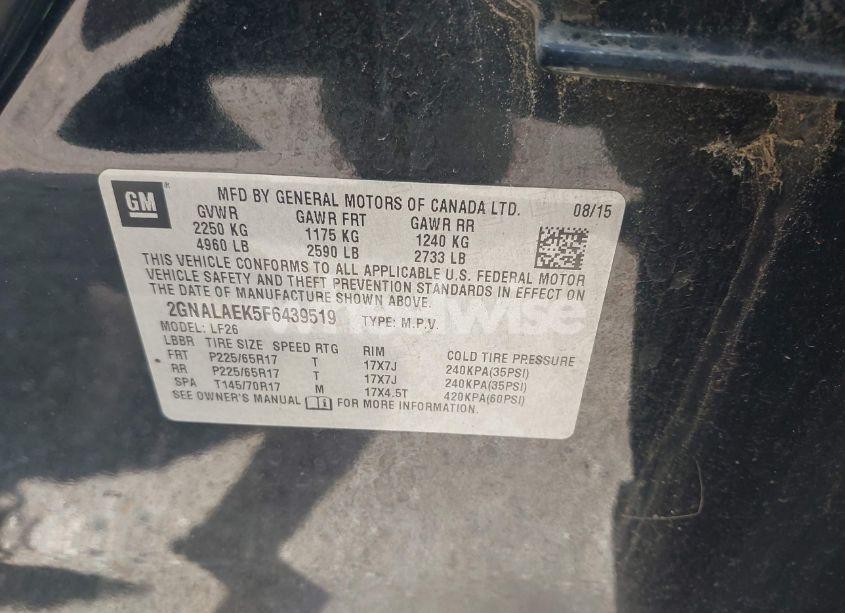 GM
MFD BY GENERAL MOTORS OF CANADA LTD. 08/15
GVWR GAWR FRT GAWR RR
2250 KG 1175 KG 1240 KG
4960 LB 2590 LB 2733 LB
THIS VEHICLE CONFORMS TO ALL APPLICABLE U.S. FEDERAL MOTOR
VEHICLE SAFETY AND THEFT PREVENTION STANDARDS IN EFFECT ON
THE DATE OF MANUFACTURE SHOWN ABOVE.
2GNALAEK5F6439519 TYPE: M.P.V.
MODEL: LF26
LBBR TIRE SIZE SPEED RTG RIM COLD TIRE PRESSURE
FRT P225/65R17 T 17X7J 240KPA(35PSI)
RR P225/65R17 T 17X7J 240KPA(35PSI)
SPA T145/70R17 M 17X4.5T 420KPA(60PSI)
SEE OWNER'S MANUAL FOR MORE INFORMATION.